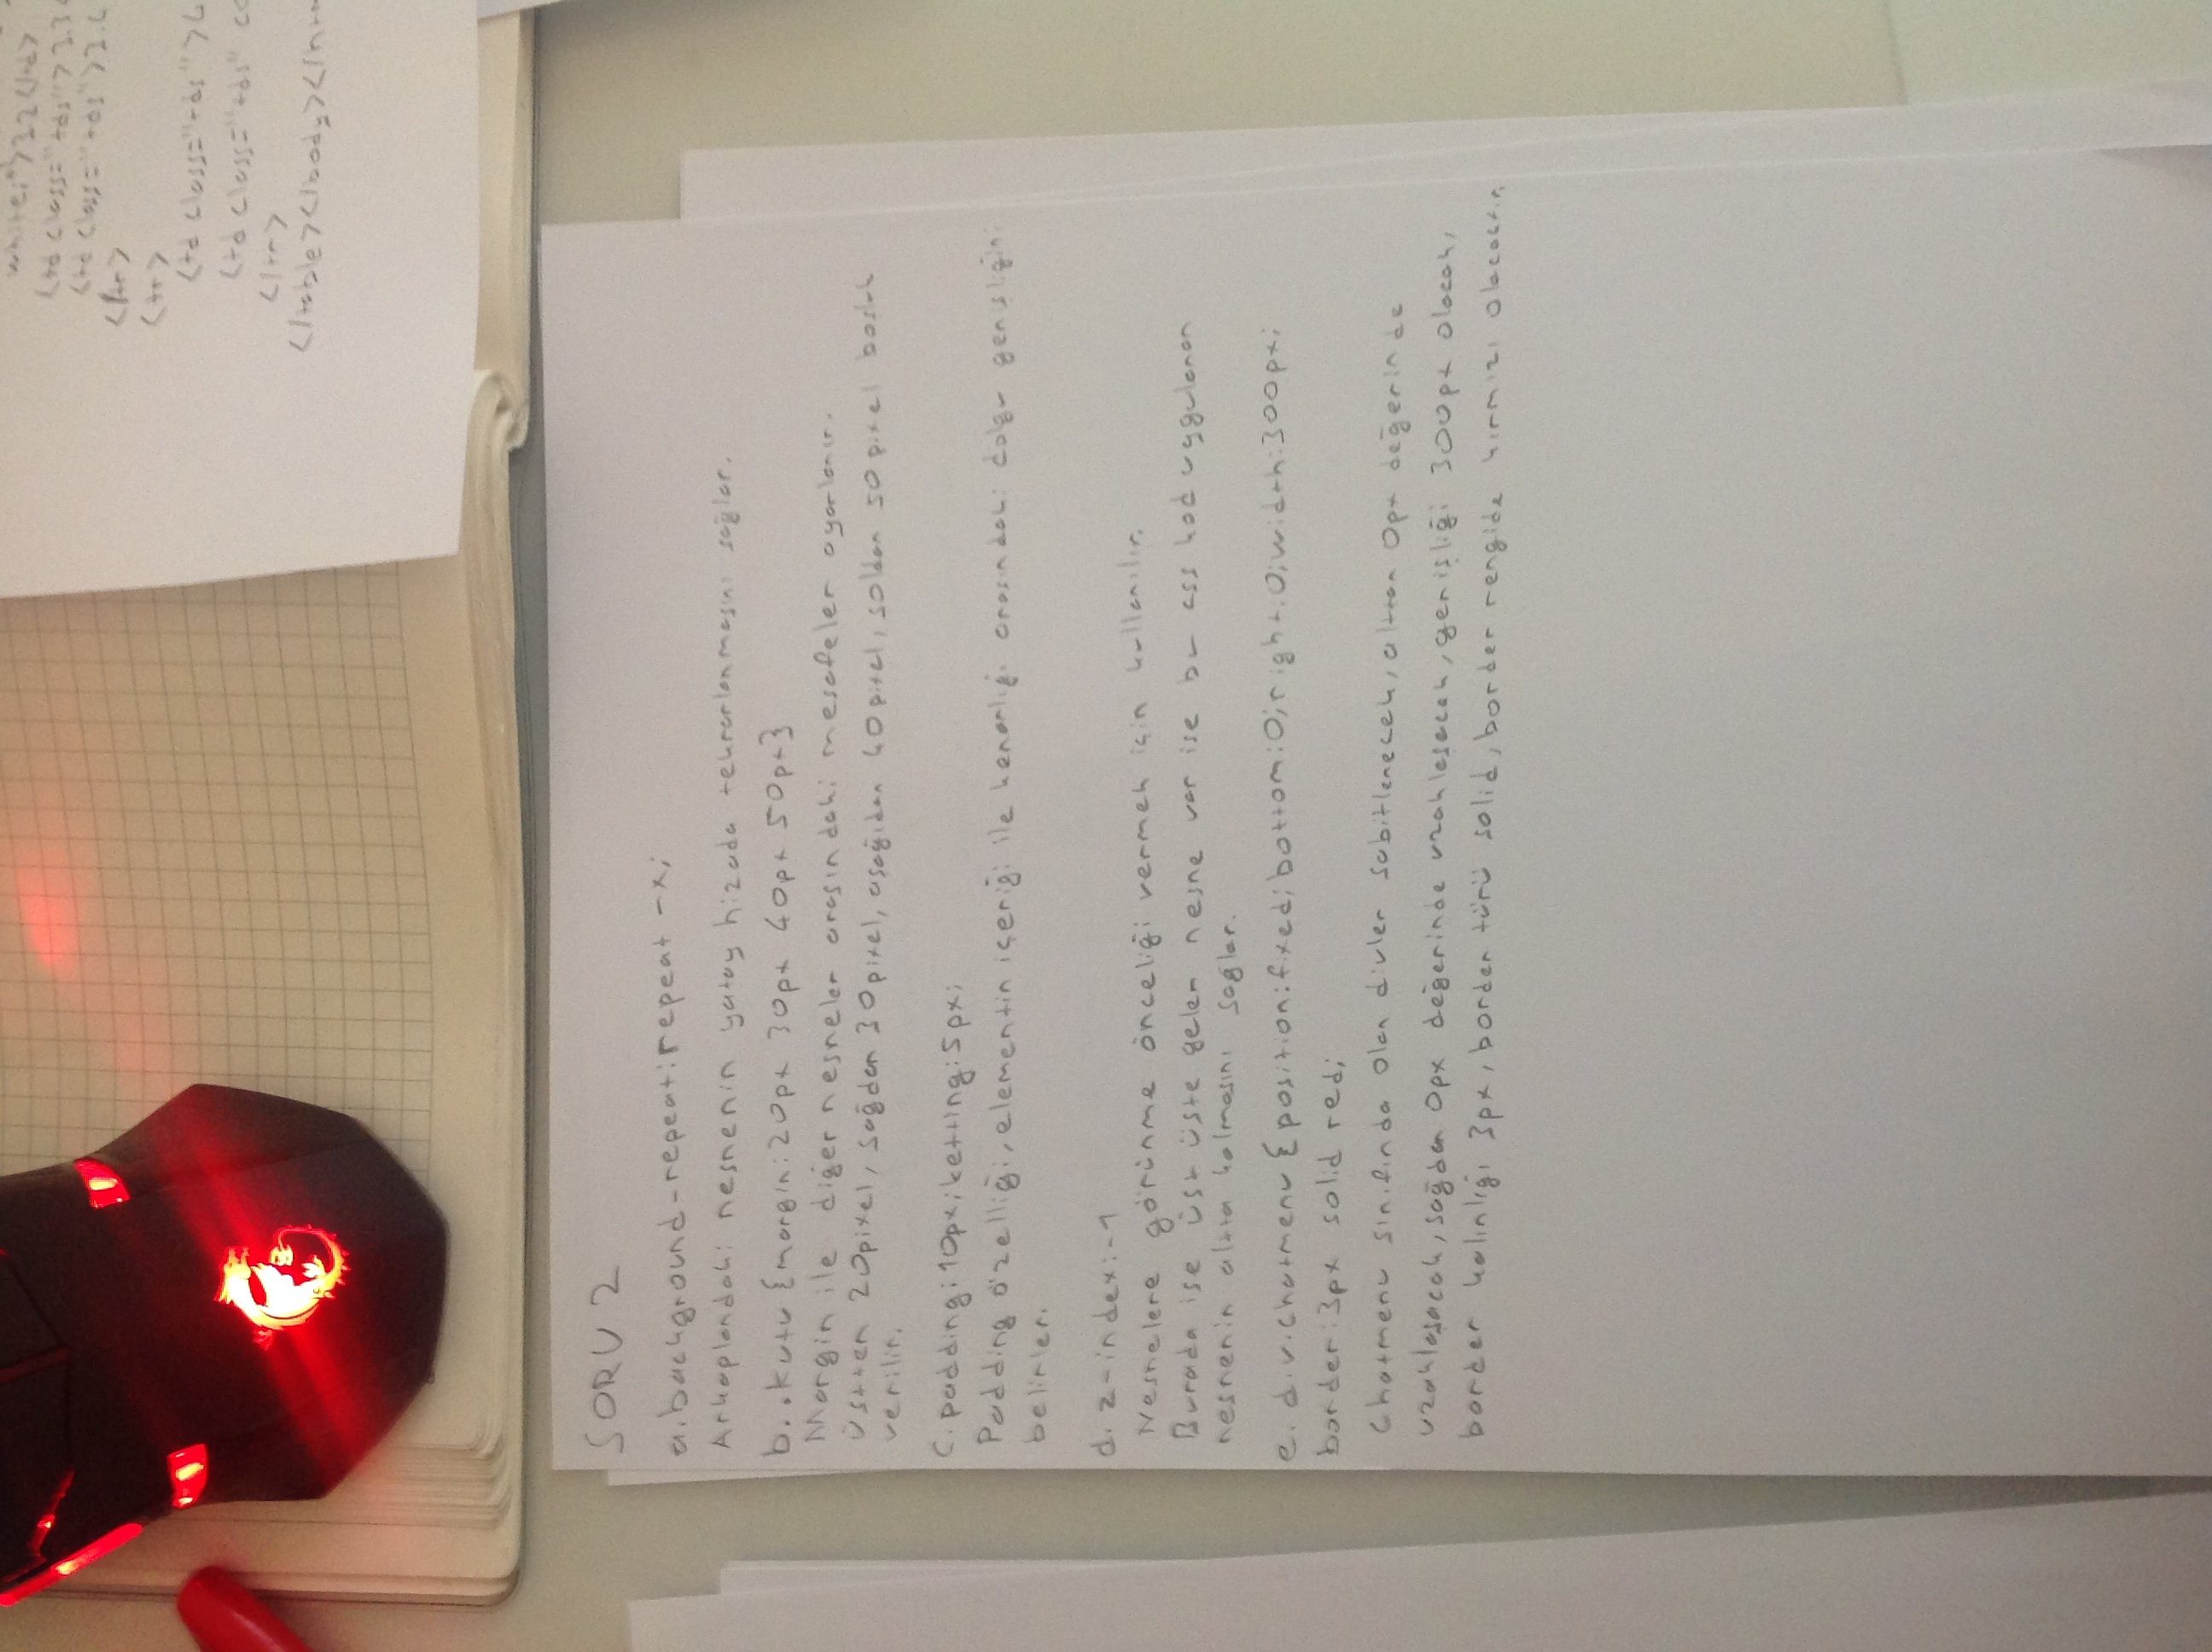 white;">3.2</td>
<td class="tds">3.3
<td class="tds">3.4
</tr>
<tr>
<td class="tds">4
<td class="tds" co
</tr>
</table></body></htm
SORU 2
a.background-repeat:repeat -x;
Arkaplandaki nesnenin yatay hizada tekrarlanmasını sağlar.
b. .kutu {margin:20px 30px 40px 50px}
Margin ile diğer nesneler arasındaki mesafeler ayarlanır.
Üstten 20pixel, sağdan 30pixel, aşağıdan 40pixel, soldan 50pixel boşluk
verilir.
C. padding:10px;ketting:5px;
Padding özelliği, elementin içeriği ile kenarlığı arasındaki dolgu genişliğini
belirler.
d. z-index:-1
Nesnelere görünme önceliği vermek için kullanılır.
Burada ise üst üste gelen nesne var ise bu css kod uygulanan
nesnenin altta kalmasını sağlar.
e. div.chatmenu {position:fixed;bottom:0;right:0;width:300px;
border:3px solid red;
Chatmenu sınıfında olan divler sabitlenecek, alttan 0px değerinde
uzaklaşacak, sağdan 0px değerinde uzaklaşacak, genişliği 300px olacak,
border kalınlığı 3px, border türü solid, border rengide kırmızı olacaktır.